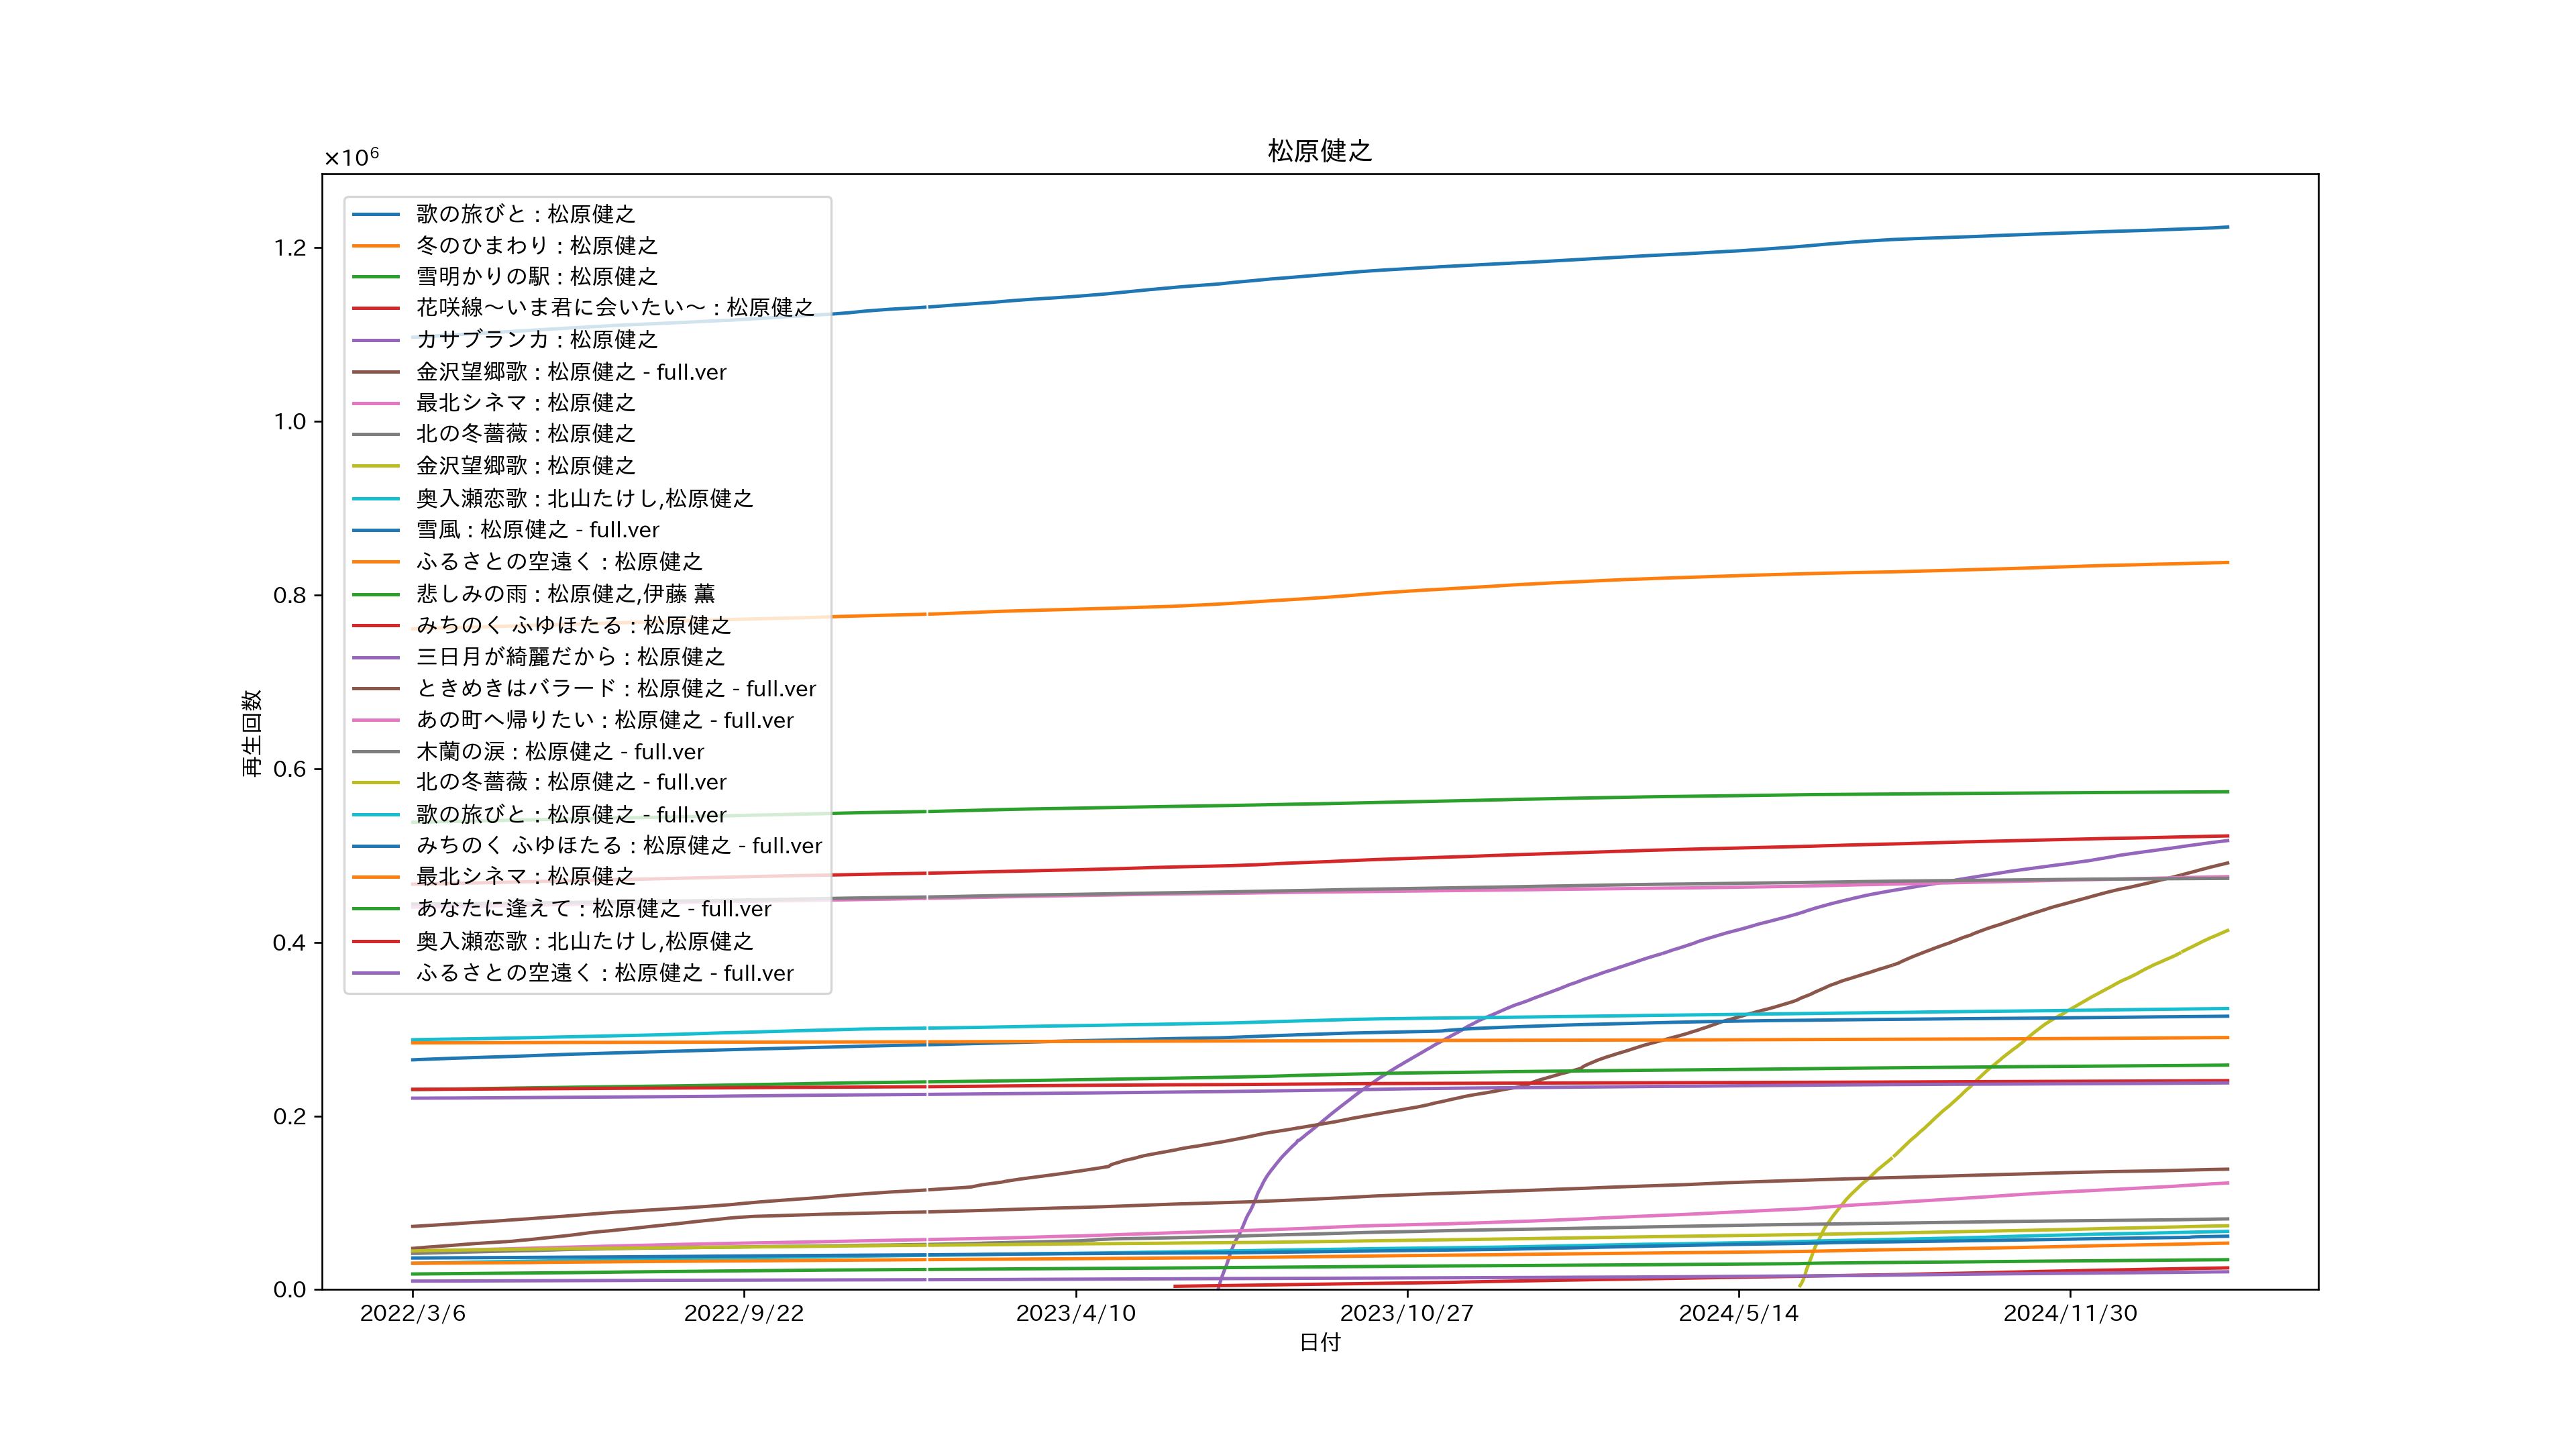 松原健之
×10⁶
歌の旅びと : 松原健之
冬のひまわり : 松原健之
雪明かりの駅 : 松原健之
花咲線～いま君に会いたい～ : 松原健之
カサブランカ : 松原健之
金沢望郷歌 : 松原健之 - full.ver
最北シネマ : 松原健之
北の冬薔薇 : 松原健之
金沢望郷歌 : 松原健之
奥入瀬恋歌 : 北山たけし,松原健之
雪風 : 松原健之 - full.ver
ふるさとの空遠く : 松原健之
悲しみの雨 : 松原健之,伊藤 薫
みちのく ふゆほたる : 松原健之
三日月が綺麗だから : 松原健之
ときめきはバラード : 松原健之 - full.ver
あの町へ帰りたい : 松原健之 - full.ver
木蘭の涙 : 松原健之 - full.ver
北の冬薔薇 : 松原健之 - full.ver
歌の旅びと : 松原健之 - full.ver
みちのく ふゆほたる : 松原健之 - full.ver
最北シネマ : 松原健之
あなたに逢えて : 松原健之 - full.ver
奥入瀬恋歌 : 北山たけし,松原健之
ふるさとの空遠く : 松原健之 - full.ver
1.2
1.0
0.8
0.6
0.4
0.2
0.0
再生回数
2022/3/6 2022/9/22 2023/4/10 2023/10/27 2024/5/14 2024/11/30
日付